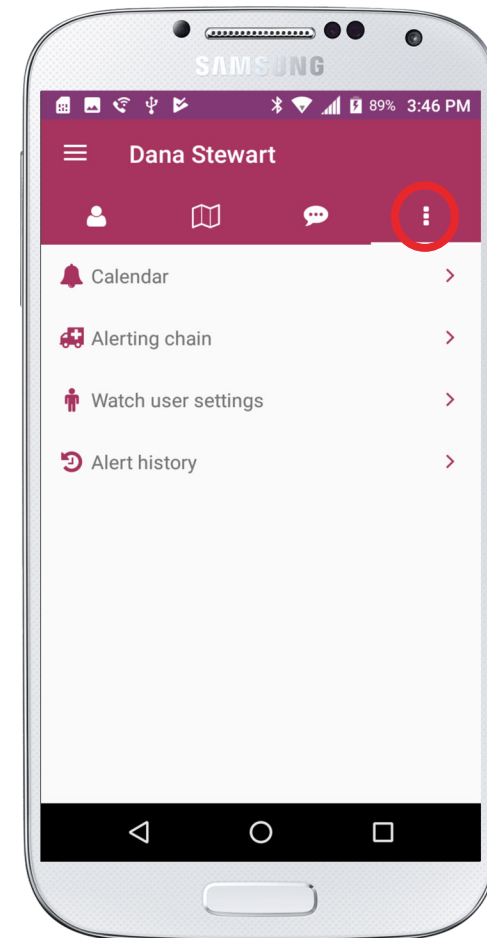 SAMSUNG
89% 3:46 PM
Dana Stewart
Calendar
Alerting chain
Watch user settings
Alert history